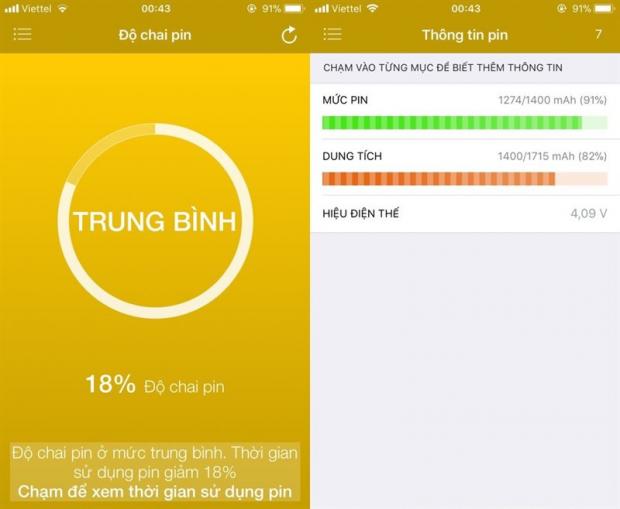 Viettel 00:43 91%
Độ chai pin
TRUNG BÌNH
18% Độ chai pin
Độ chai pin ở mức trung bình. Thời gian
sử dụng pin giảm 18%
Chạm để xem thời gian sử dụng pin
Viettel 00:43 91%
Thông tin pin 7
CHẠM VÀO TỪNG MỤC ĐỂ BIẾT THÊM THÔNG TIN
MỨC PIN 1274/1400 mAh (91%)
DUNG TÍCH 1400/1715 mAh (82%)
HIỆU ĐIỆN THẾ 4,09 V